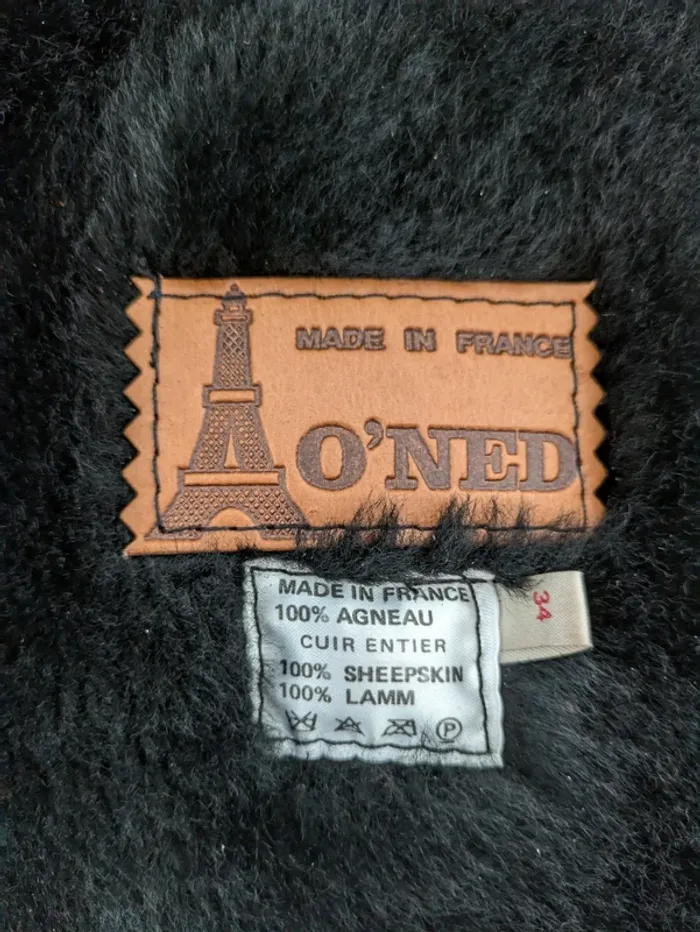 MADE IN FRANCE
O'NED
MADE IN FRANCE
100% AGNEAU
CUIR ENTIER
100% SHEEPSKIN
100% LAMM
P
34